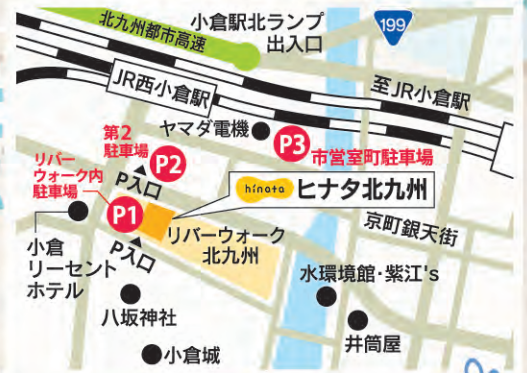 北九州都市高速
小倉駅北ランプ
出入口
199
JR西小倉駅
至JR小倉駅
第2
駐車場
ヤマダ電機
P3
市営室町駐車場
リバー
ウォーク内
駐車場
P2
P入口
hinata ヒナタ北九州
P1
京町銀天街
小倉
リーセント
ホテル
P入口
リバーウォーク
北九州
水環境館・紫江's
八坂神社
井筒屋
小倉城